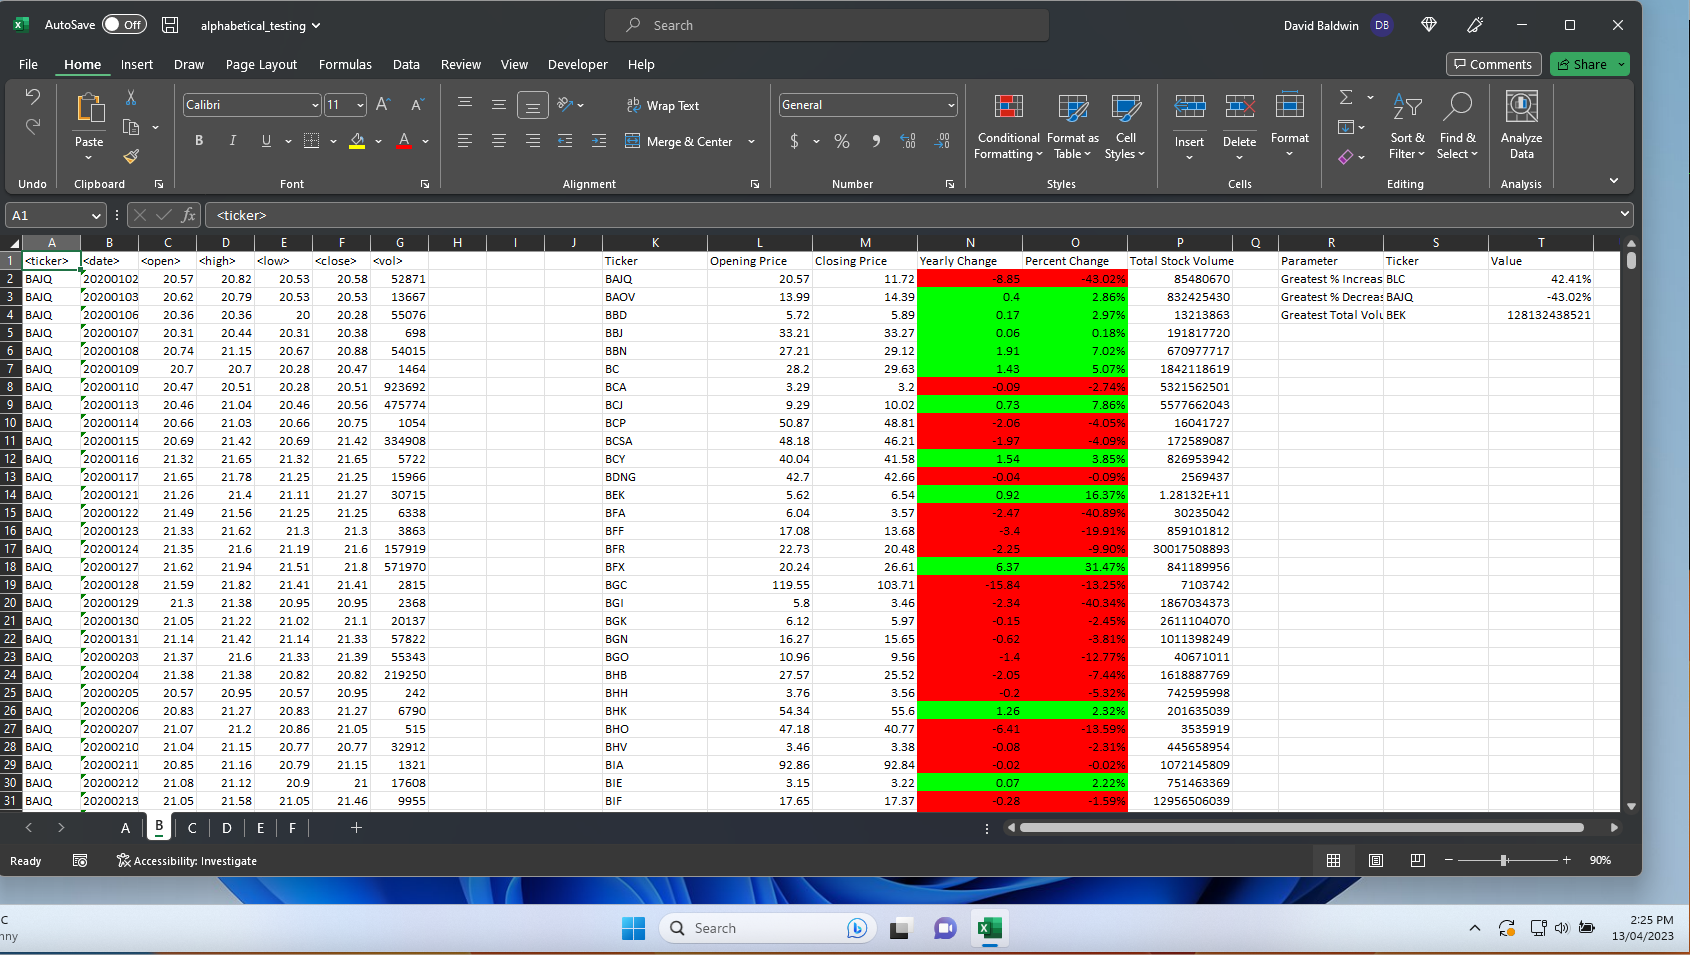 AutoSave Off alphabetical_testing Search David Baldwin DB
File Home Insert Draw Page Layout Formulas Data Review View Developer Help Comments Share
Calibri 11 Wrap Text General
Paste B I U A Merge & Center $ % Conditional Formatting Format as Table Cell Styles Insert Delete Format Sort & Filter Find & Select Analyze Data
Undo Clipboard Font Alignment Number Styles Cells Editing Analysis
A1 fx <ticker>
A B C D E F G H I J K L M N O P Q R S T
1 <ticker> <date> <open> <high> <low> <close> <vol> Ticker Opening Price Closing Price Yearly Change Percent Change Total Stock Volume Parameter Ticker Value
2 BAJQ 20200102 20.57 20.82 20.53 20.58 52871 BAJQ 20.57 11.72 -8.85 -43.02% 85480670 Greatest % Increas BLC 42.41%
3 BAJQ 20200103 20.62 20.79 20.53 20.53 13667 BAOV 13.99 14.39 0.4 2.86% 832425430 Greatest % Decreas BAJQ -43.02%
4 BAJQ 20200106 20.36 20.36 20 20.28 55076 BBD 5.72 5.89 0.17 2.97% 13213863 Greatest Total Volu BEK 128132438521
5 BAJQ 20200107 20.31 20.44 20.31 20.38 698 BBJ 33.21 33.27 0.06 0.18% 191817720
6 BAJQ 20200108 20.74 21.15 20.67 20.88 54015 BBN 27.21 29.12 1.91 7.02% 670977717
7 BAJQ 20200109 20.7 20.7 20.28 20.47 1464 BC 28.2 29.63 1.43 5.07% 1842118619
8 BAJQ 20200110 20.47 20.51 20.28 20.51 923692 BCA 3.29 3.2 -0.09 -2.74% 5321562501
9 BAJQ 20200113 20.46 21.04 20.46 20.56 475774 BCJ 9.29 10.02 0.73 7.86% 5577662043
10 BAJQ 20200114 20.66 21.03 20.66 20.75 1054 BCP 50.87 48.81 -2.06 -4.05% 16041727
11 BAJQ 20200115 20.69 21.42 20.69 21.42 334908 BCSA 48.18 46.21 -1.97 -4.09% 172589087
12 BAJQ 20200116 21.32 21.65 21.32 21.65 5722 BCY 40.04 41.58 1.54 3.85% 826953942
13 BAJQ 20200117 21.65 21.78 21.25 21.25 15966 BDNG 42.7 42.66 -0.04 -0.09% 2569437
14 BAJQ 20200121 21.26 21.4 21.11 21.27 30715 BEK 5.62 6.54 0.92 16.37% 1.28132E+11
15 BAJQ 20200122 21.49 21.56 21.25 21.25 6338 BFA 6.04 3.57 -2.47 -40.89% 30235042
16 BAJQ 20200123 21.33 21.62 21.3 21.3 3863 BFF 17.08 13.68 -3.4 -19.91% 859101812
17 BAJQ 20200124 21.35 21.6 21.19 21.6 157919 BFR 22.73 20.48 -2.25 -9.90% 30017508893
18 BAJQ 20200127 21.62 21.94 21.51 21.8 571970 BFX 20.24 26.61 6.37 31.47% 841189956
19 BAJQ 20200128 21.59 21.82 21.41 21.41 2815 BGC 119.55 103.71 -15.84 -13.25% 7103742
20 BAJQ 20200129 21.3 21.38 20.95 20.95 2368 BGI 5.8 3.46 -2.34 -40.34% 1867034373
21 BAJQ 20200130 21.05 21.22 21.02 21.1 20137 BGK 6.12 5.97 -0.15 -2.45% 2611104070
22 BAJQ 20200131 21.14 21.42 21.14 21.33 57822 BGN 16.27 15.65 -0.62 -3.81% 1011398249
23 BAJQ 20200203 21.37 21.6 21.33 21.39 55343 BGO 10.96 9.56 -1.4 -12.77% 40671011
24 BAJQ 20200204 21.38 21.38 20.82 20.82 219250 BHB 27.57 25.52 -2.05 -7.44% 1618887769
25 BAJQ 20200205 20.57 20.95 20.57 20.95 242 BHH 3.76 3.56 -0.2 -5.32% 742595998
26 BAJQ 20200206 20.83 21.27 20.83 21.27 6790 BHK 54.34 55.6 1.26 2.32% 201635039
27 BAJQ 20200207 21.07 21.2 20.86 21.05 515 BHO 47.18 40.77 -6.41 -13.59% 3535919
28 BAJQ 20200210 21.04 21.15 20.77 20.77 32912 BHV 3.46 3.38 -0.08 -2.31% 445658954
29 BAJQ 20200211 20.85 21.16 20.79 21.15 1321 BIA 92.86 92.84 -0.02 -0.02% 1072145809
30 BAJQ 20200212 21.08 21.12 20.9 21 17608 BIE 3.15 3.22 0.07 2.22% 751463369
31 BAJQ 20200213 21.05 21.58 21.05 21.46 9955 BIF 17.65 17.37 -0.28 -1.59% 12956506039
A B C D E F
Ready Accessibility: Investigate 90%
C
nny
Search
2:25 PM
13/04/2023